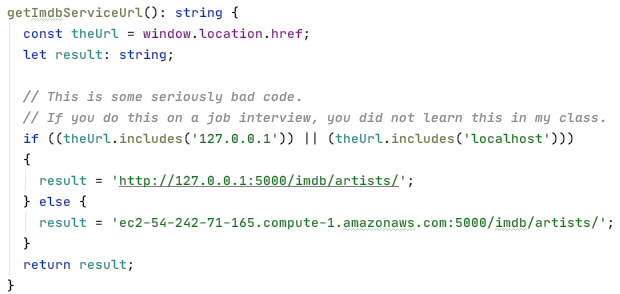 getImdbServiceUrl(): string {
const theUrl = window.location.href;
let result: string;
// This is some seriously bad code.
// If you do this on a job interview, you did not learn this in my class.
if ((theUrl.includes('127.0.0.1')) || (theUrl.includes('localhost')))
{
result = 'http://127.0.0.1:5000/imdb/artists/';
} else {
result = 'ec2-54-242-71-165.compute-1.amazonaws.com:5000/imdb/artists/';
}
return result;
}